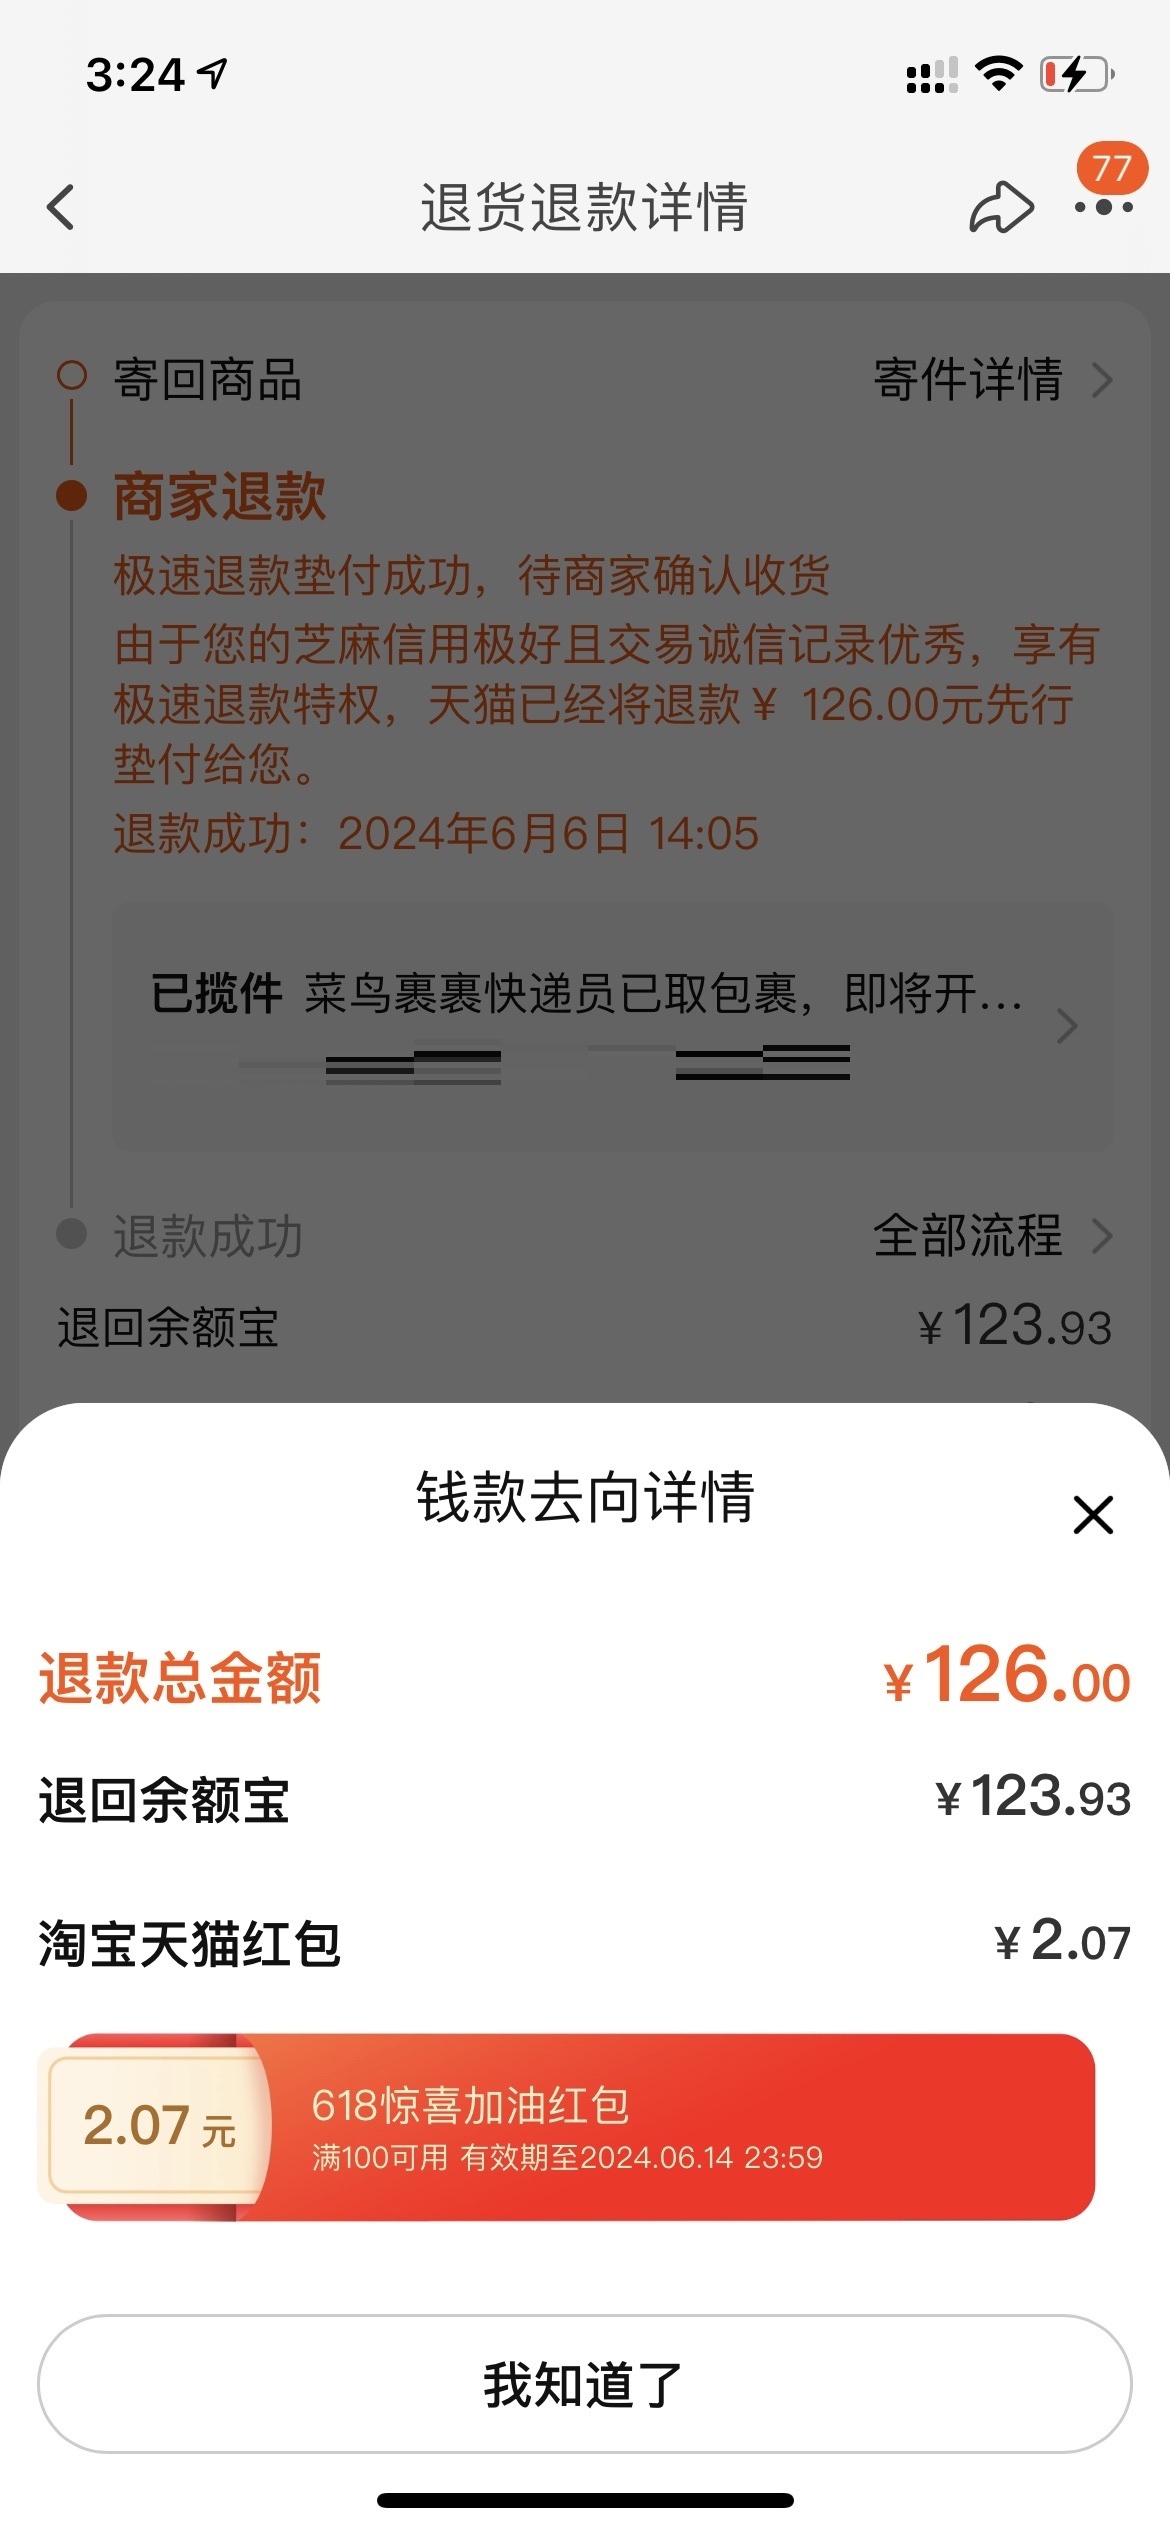 3:24
77
退货退款详情
寄回商品 寄件详情
商家退款
极速退款垫付成功，待商家确认收货
由于您的芝麻信用极好且交易诚信记录优秀，享有
极速退款特权，天猫已经将退款¥ 126.00元先行
垫付给您。
退款成功：2024年6月6日 14:05
已揽件 菜鸟裹裹快递员已取包裹，即将开...
退款成功 全部流程
退回余额宝 ¥123.93
钱款去向详情
退款总金额 ¥126.00
退回余额宝 ¥123.93
淘宝天猫红包 ¥2.07
2.07元 618惊喜加油红包
满100可用 有效期至2024.06.14 23:59
我知道了